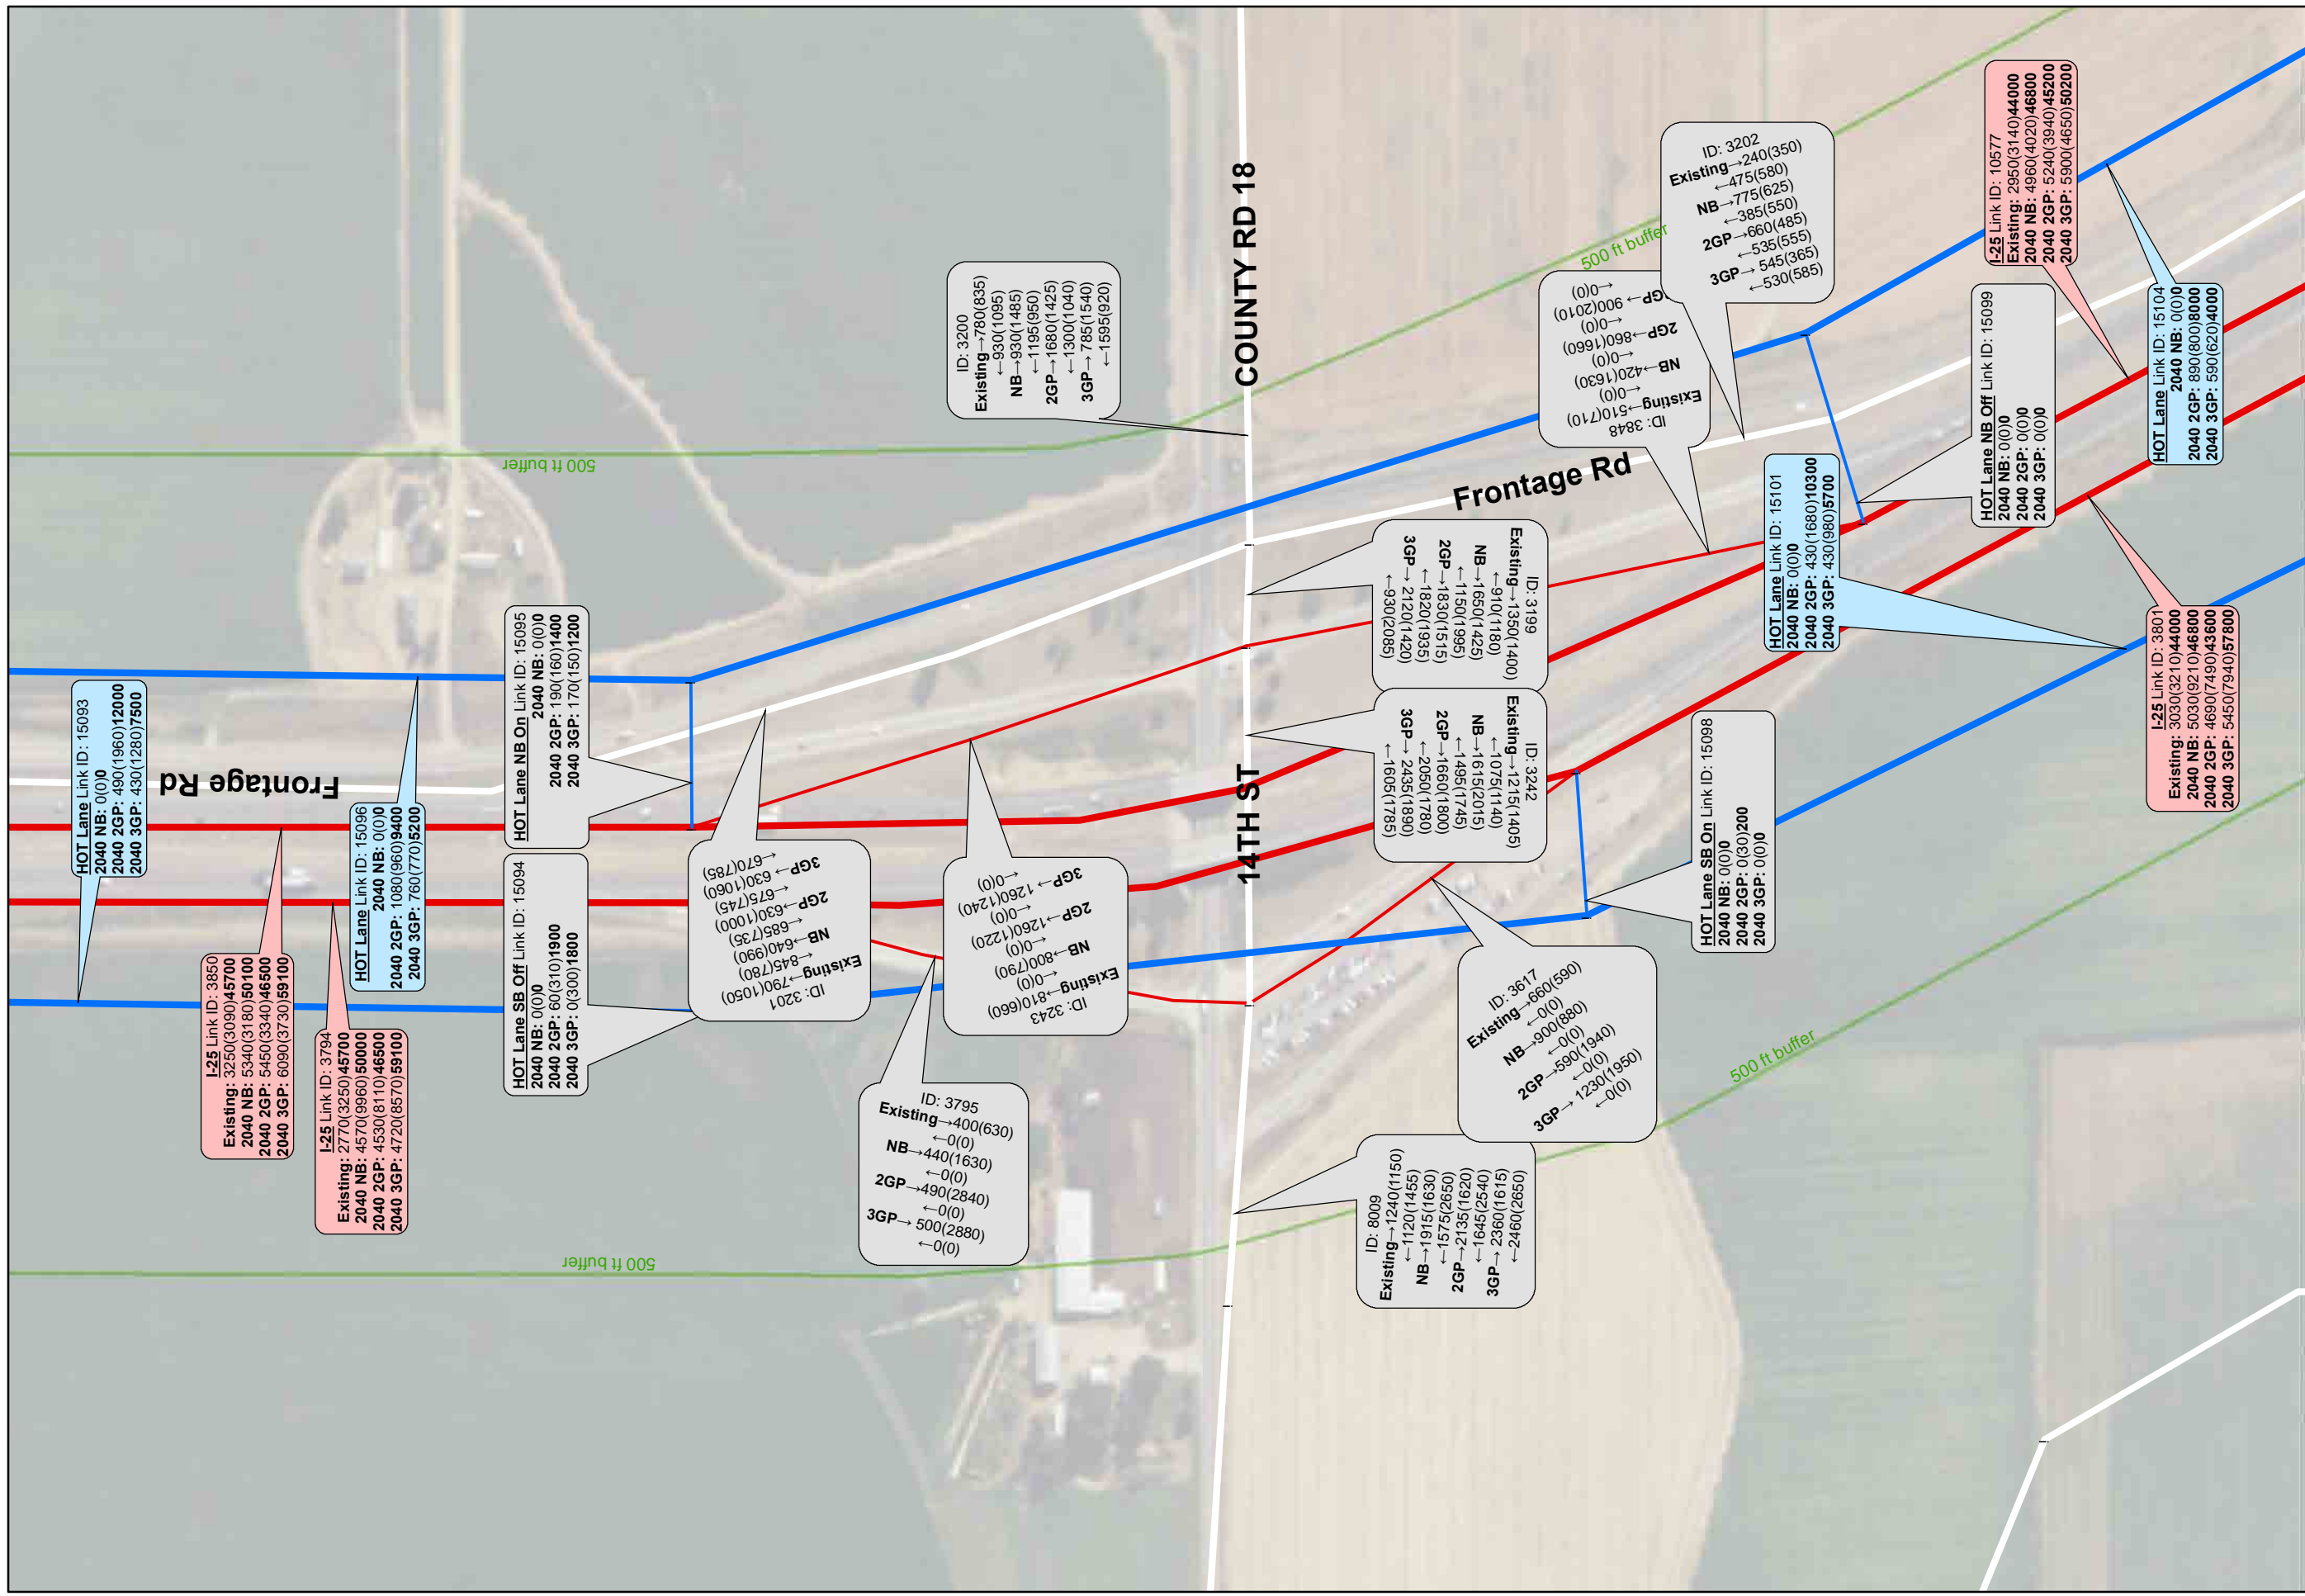 HOT Lane Link ID: 15093
2040 NB: 0(0)0
2040 2GP: 490(1960)12000
2040 3GP: 430(1280)7500
Frontage Rd
I-25 Link ID: 3850
Existing: 3250(3090)45700
2040 NB: 5340(3180)50100
2040 2GP: 5450(3340)46500
2040 3GP: 6090(3730)59100
I-25 Link ID: 3794
Existing: 2770(3250)45700
2040 NB: 4570(9960)50000
2040 2GP: 4530(8110)46500
2040 3GP: 4720(8570)59100
HOT Lane Link ID: 15096
2040 NB: 0(0)0
2040 2GP: 1080(960)9400
2040 3GP: 760(770)5200
HOT Lane NB On Link ID: 15095
2040 NB: 0(0)0
2040 2GP: 190(160)1400
2040 3GP: 170(150)1200
HOT Lane SB Off Link ID: 15094
2040 NB: 0(0)0
2040 2GP: 60(310)1900
2040 3GP: 0(300)1800
500 ft buffer
500 ft buffer
ID: 3201
Existing→790(1050)
←845(780)
NB→640(990)
←685(735)
2GP→630(1000)
←675(745)
3GP→ 630(1060)
←670(785)
ID: 3795
Existing→400(630)
←0(0)
NB→440(1630)
←0(0)
2GP→490(2840)
←0(0)
3GP→ 500(2880)
←0(0)
ID: 3243
Existing→810(660)
←0(0)
NB→800(790)
←0(0)
2GP→1260(1220)
←0(0)
3GP→ 1260(1240)
←0(0)
ID: 3200
Existing→780(835)
←930(1095)
NB→930(1485)
←1195(950)
2GP→1680(1425)
←1300(1040)
3GP→ 785(1540)
←1595(920)
COUNTY RD 18
14TH ST
ID: 3199
Existing→1350(1400)
←910(1180)
NB→1650(1425)
←1150(1995)
2GP→1830(1515)
←1820(1935)
3GP→ 2120(1420)
←930(2085)
ID: 3242
Existing→1215(1405)
←1075(1140)
NB→1615(2015)
←1495(1745)
2GP→1660(1800)
←2050(1780)
3GP→ 2435(1890)
←1605(1785)
ID: 8009
Existing→1240(1150)
←1120(1455)
NB→1915(1630)
←1575(2650)
2GP→2135(1620)
←1645(2540)
3GP→ 2360(1615)
←2460(2650)
ID: 3617
Existing→660(590)
←0(0)
NB→900(880)
←0(0)
2GP→590(1940)
←0(0)
3GP→ 1230(1950)
←0(0)
Frontage Rd
500 ft buffer
ID: 3848
Existing→510(710)
←0(0)
NB→420(1630)
←0(0)
2GP→860(1660)
←0(0)
GP→ 900(2010)
←0(0)
ID: 3202
Existing→240(350)
←475(580)
NB→775(625)
←385(550)
2GP→660(485)
←535(555)
3GP→ 545(365)
←530(585)
HOT Lane SB On Link ID: 15098
2040 NB: 0(0)0
2040 2GP: 0(30)200
2040 3GP: 0(0)0
500 ft buffer
HOT Lane Link ID: 15101
2040 NB: 0(0)0
2040 2GP: 430(1680)10300
2040 3GP: 430(980)5700
HOT Lane NB Off Link ID: 15099
2040 NB: 0(0)0
2040 2GP: 0(0)0
2040 3GP: 0(0)0
I-25 Link ID: 10577
Existing: 2950(3140)44000
2040 NB: 4960(4020)46800
2040 2GP: 5240(3940)45200
2040 3GP: 5900(4650)50200
HOT Lane Link ID: 15104
2040 NB: 0(0)0
2040 2GP: 890(800)8000
2040 3GP: 590(620)4000
I-25 Link ID: 3801
Existing: 3030(3210)44000
2040 NB: 5030(9210)46800
2040 2GP: 4690(7490)43600
2040 3GP: 5450(7940)57800